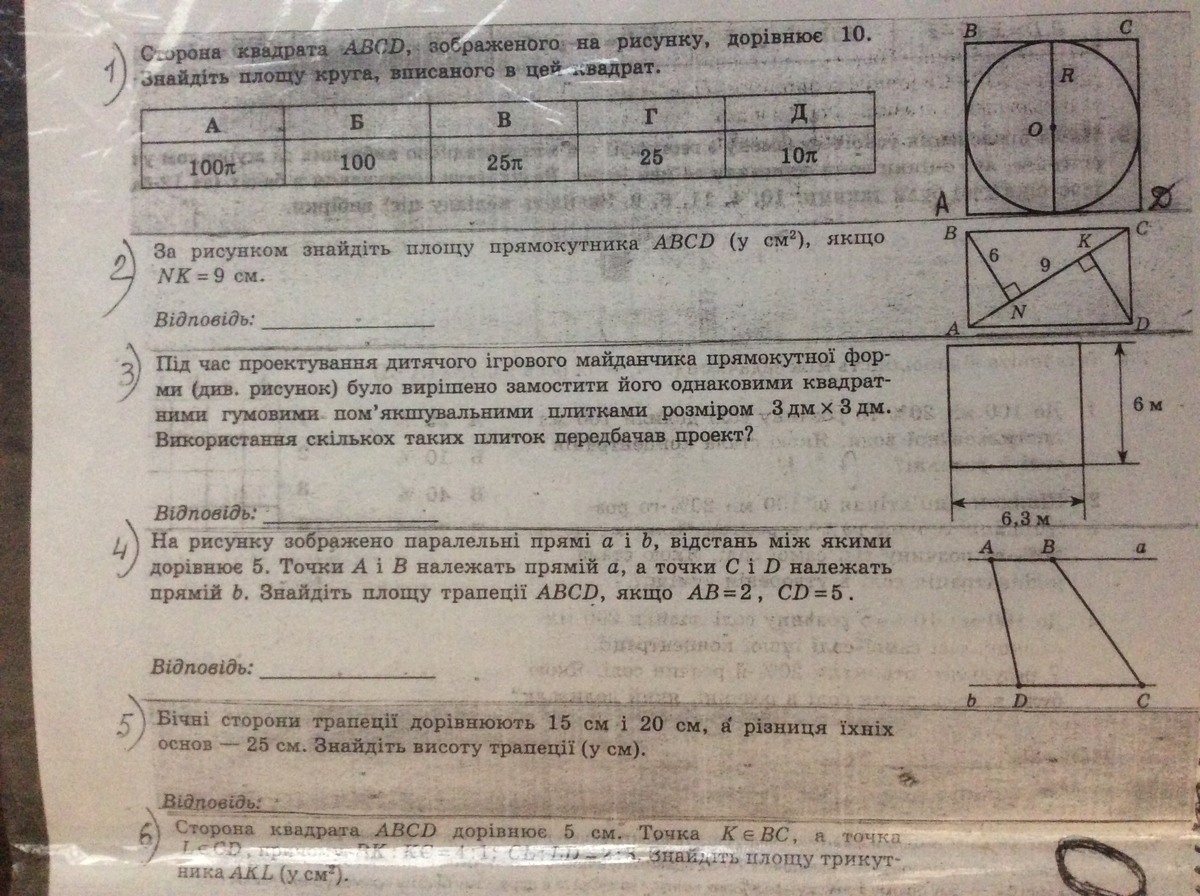 1) Сторона квадрата ABCD, зображеного на рисунку, дорівнює 10.
Знайдіть площу круга, вписаного в цей квадрат.
А Б В Г Д
100π 100 25π 25 10π
B C
R
O
A D
2) За рисунком знайдіть площу прямокутника ABCD (у см²), якщо
NK = 9 см.
Відповідь:
B C
K
6 9
N
A D
3) Під час проектування дитячого ігрового майданчика прямокутної фор-
ми (див. рисунок) було вирішено замостити його однаковими квадрат-
ними гумовими пом’якшувальними плитками розміром 3 дм × 3 дм.
Використання скількох таких плиток передбачав проект?
Відповідь:
6 м
6,3 м
4) На рисунку зображено паралельні прямі a і b, відстань між якими
дорівнює 5. Точки A і B належать прямій a, а точки C і D належать
прямій b. Знайдіть площу трапеції ABCD, якщо AB = 2, CD = 5.
Відповідь:
A B a
b D C
5) Бічні сторони трапеції дорівнюють 15 см і 20 см, а різниця їхніх
основ — 25 см. Знайдіть висоту трапеції (у см).
Відповідь:
6) Сторона квадрата ABCD дорівнює 5 см. Точка K ∈ BC, а точка
L ∈ CD, Знайдіть площу трикут-
ника AKL (у см²).